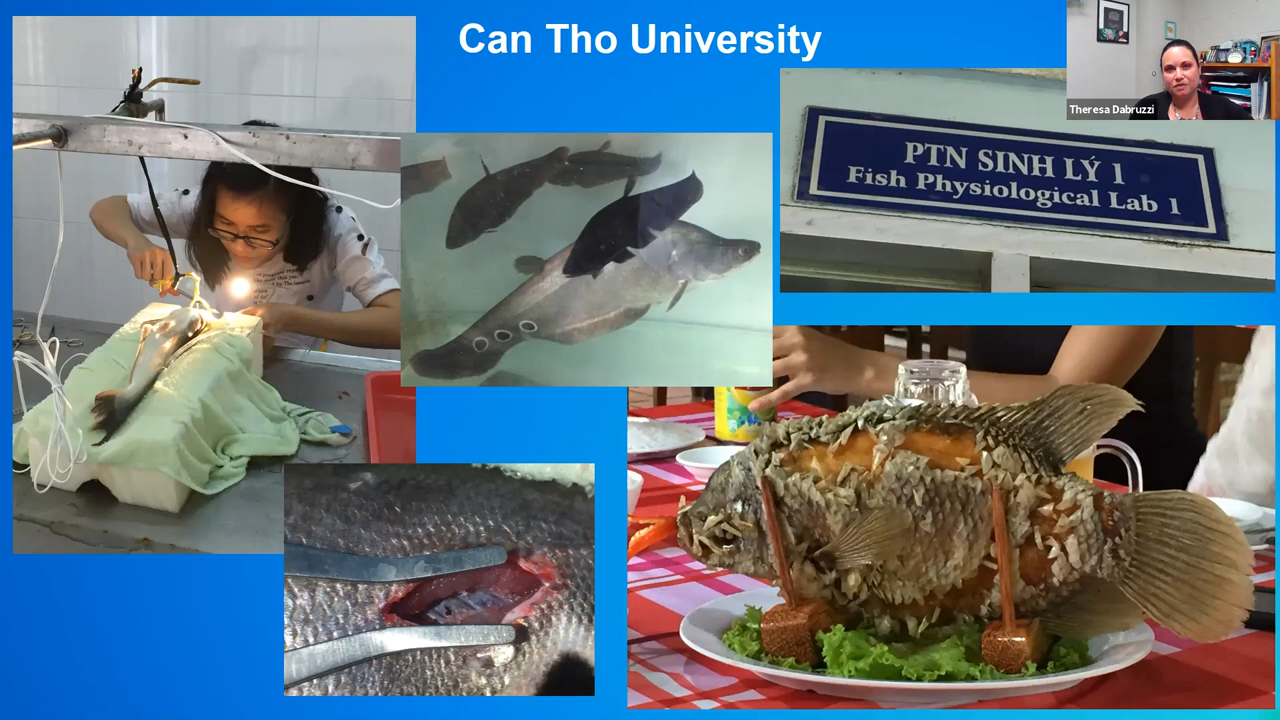 Can Tho University
Theresa Dabruzzi
PTN SINH LÝ 1
Fish Physiological Lab 1